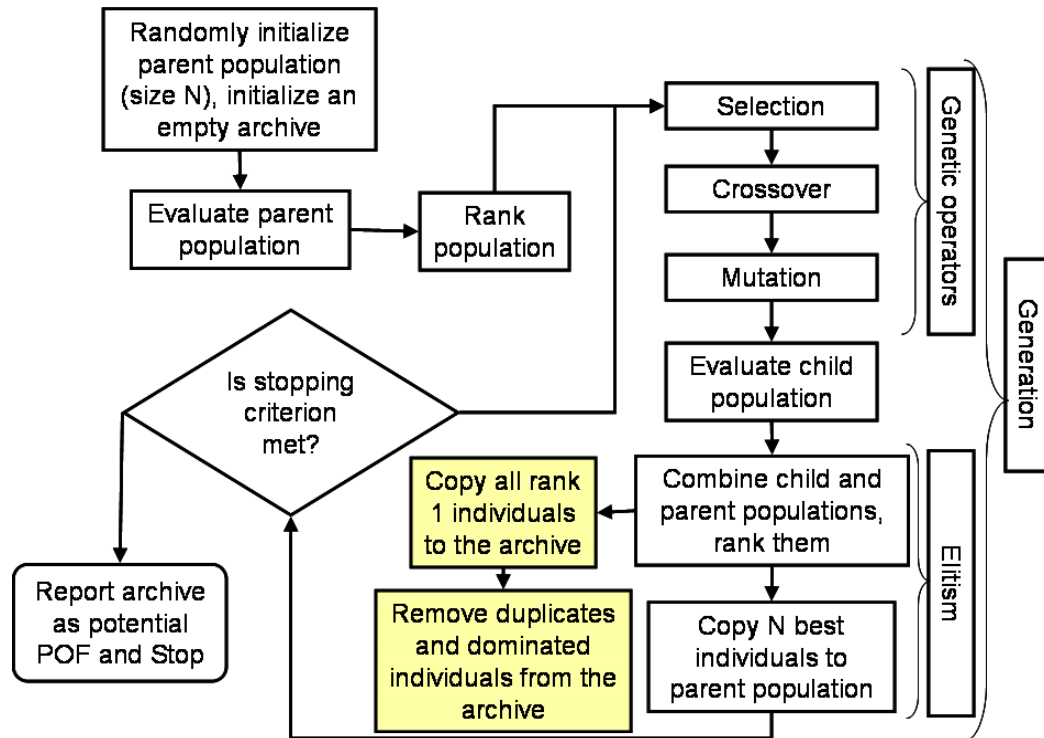 Randomly initialize
parent population
(size N), initialize an
empty archive
Evaluate parent
population
Rank
population
Selection
Crossover
Mutation
Genetic operators
Evaluate child
population
Generation
Is stopping
criterion
met?
Combine child and
parent populations,
rank them
Copy all rank
1 individuals
to the archive
Remove duplicates
and dominated
individuals from the
archive
Copy N best
individuals to
parent population
Elitism
Report archive
as potential
POF and Stop